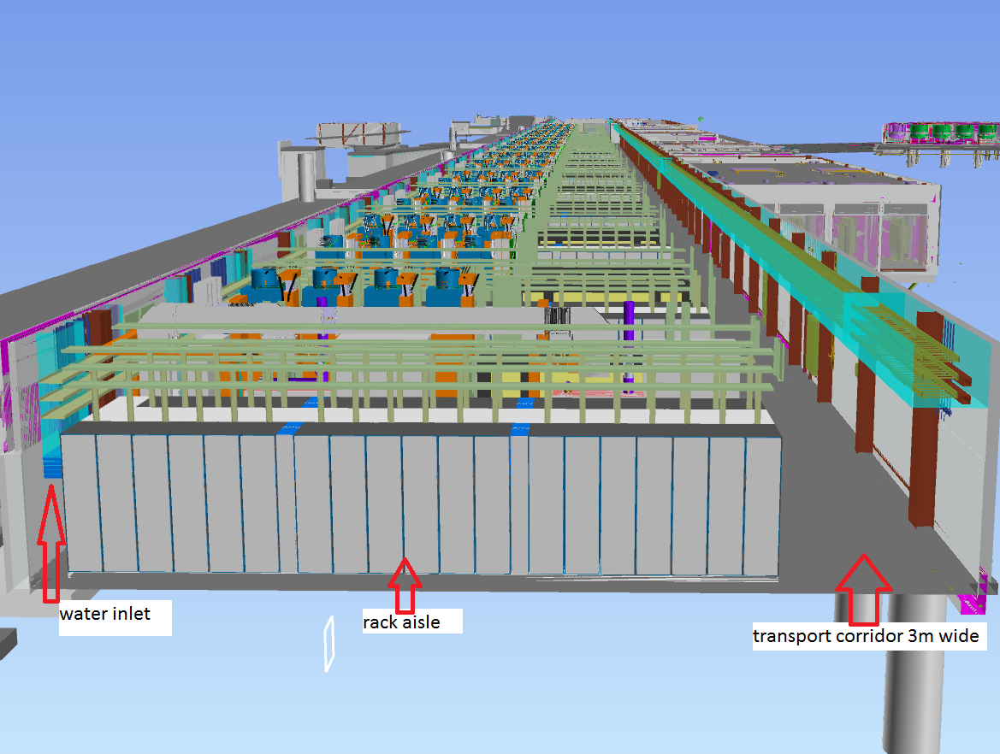 water inlet
rack aisle
transport corridor 3m wide